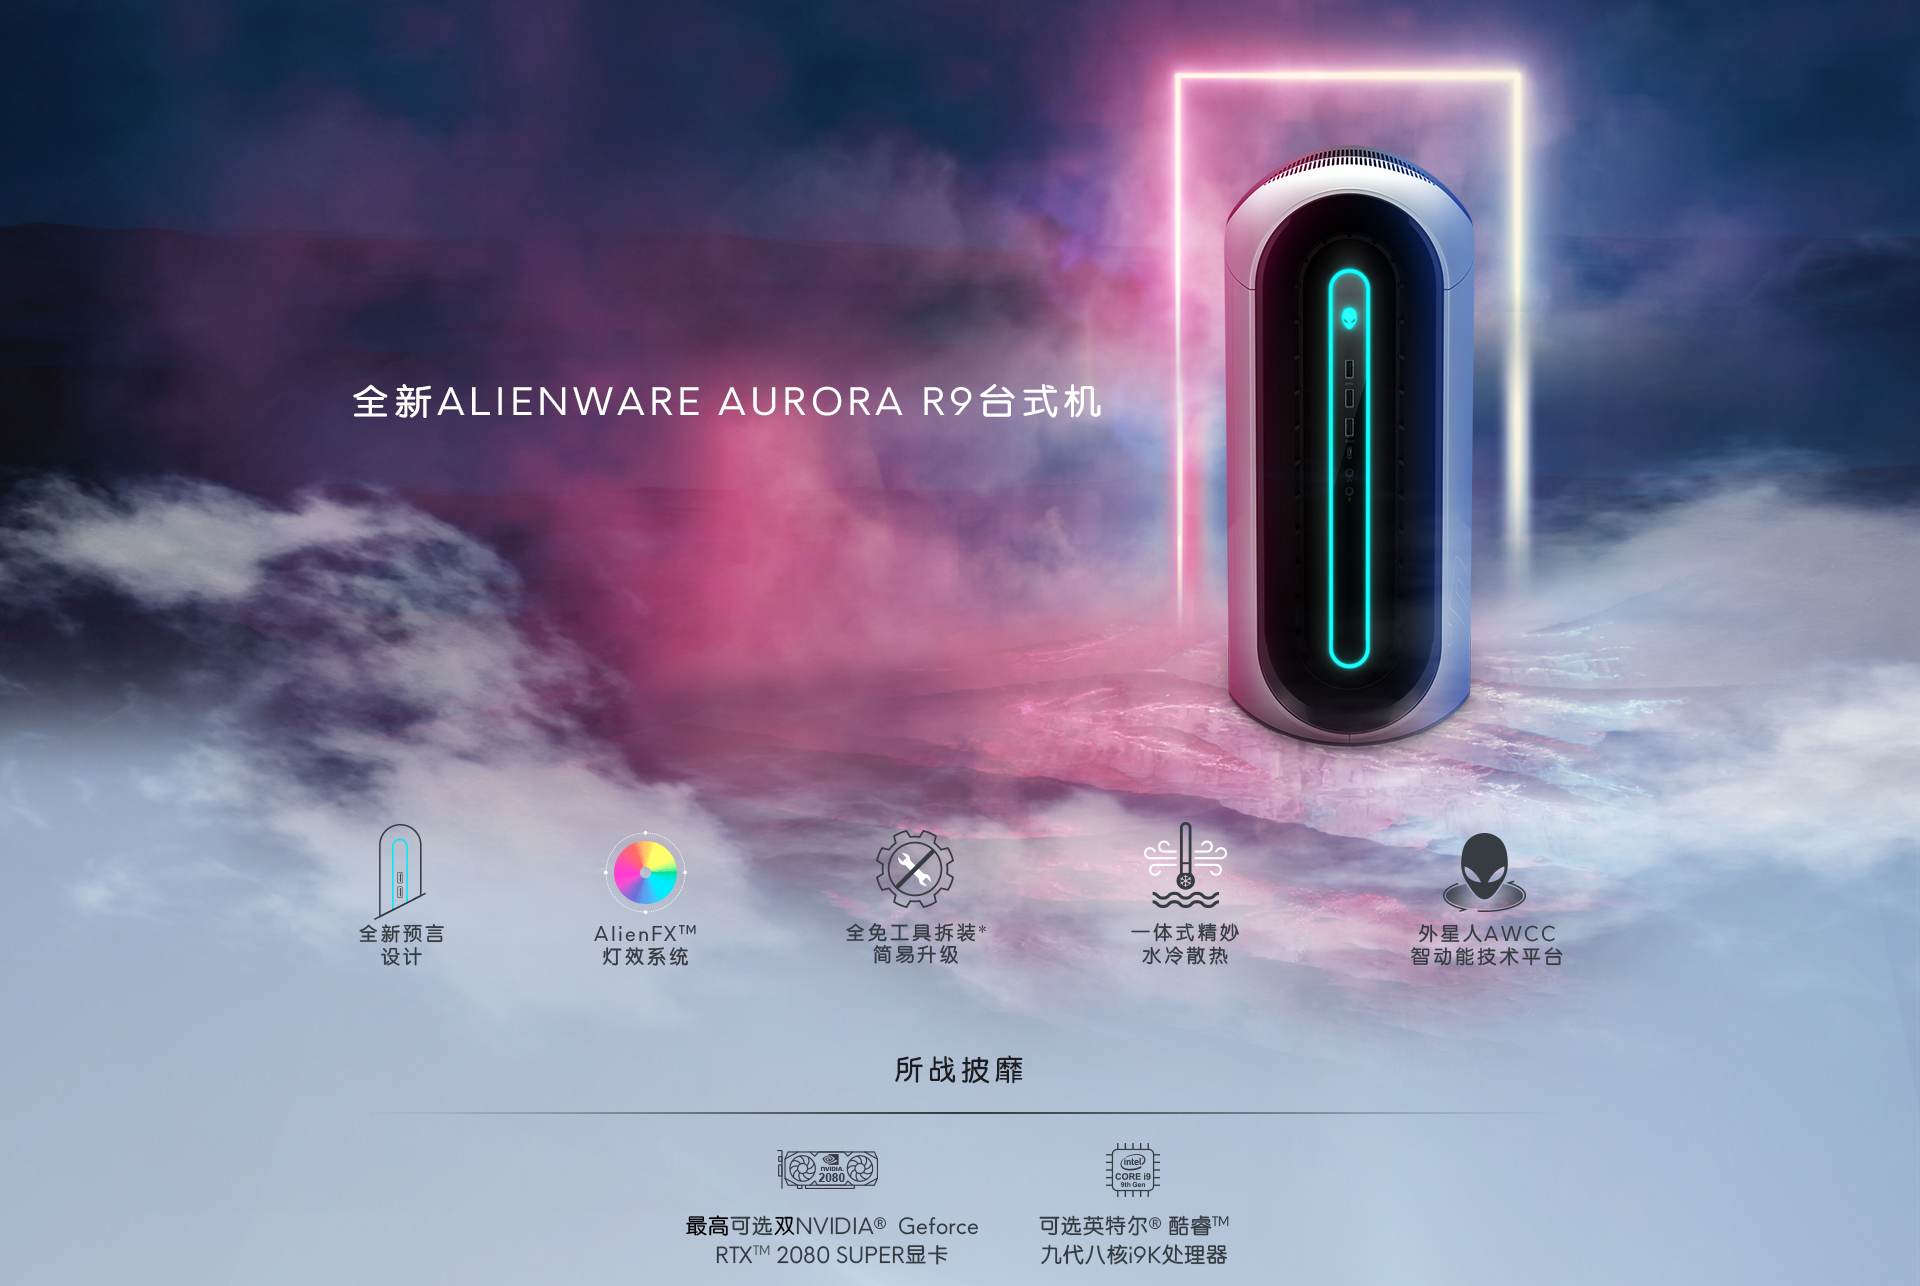 全新ALIENWARE AURORA R9台式机
全新预言
设计
AlienFX™
灯效系统
全免工具拆装*
简易升级
一体式精妙
水冷散热
外星人AWCC
智动能技术平台
所战披靡
NVIDIA.
2080
最高可选双NVIDIA® Geforce
RTX™ 2080 SUPER显卡
intel
CORE i9
9th Gen
可选英特尔® 酷睿™
九代八核i9K处理器